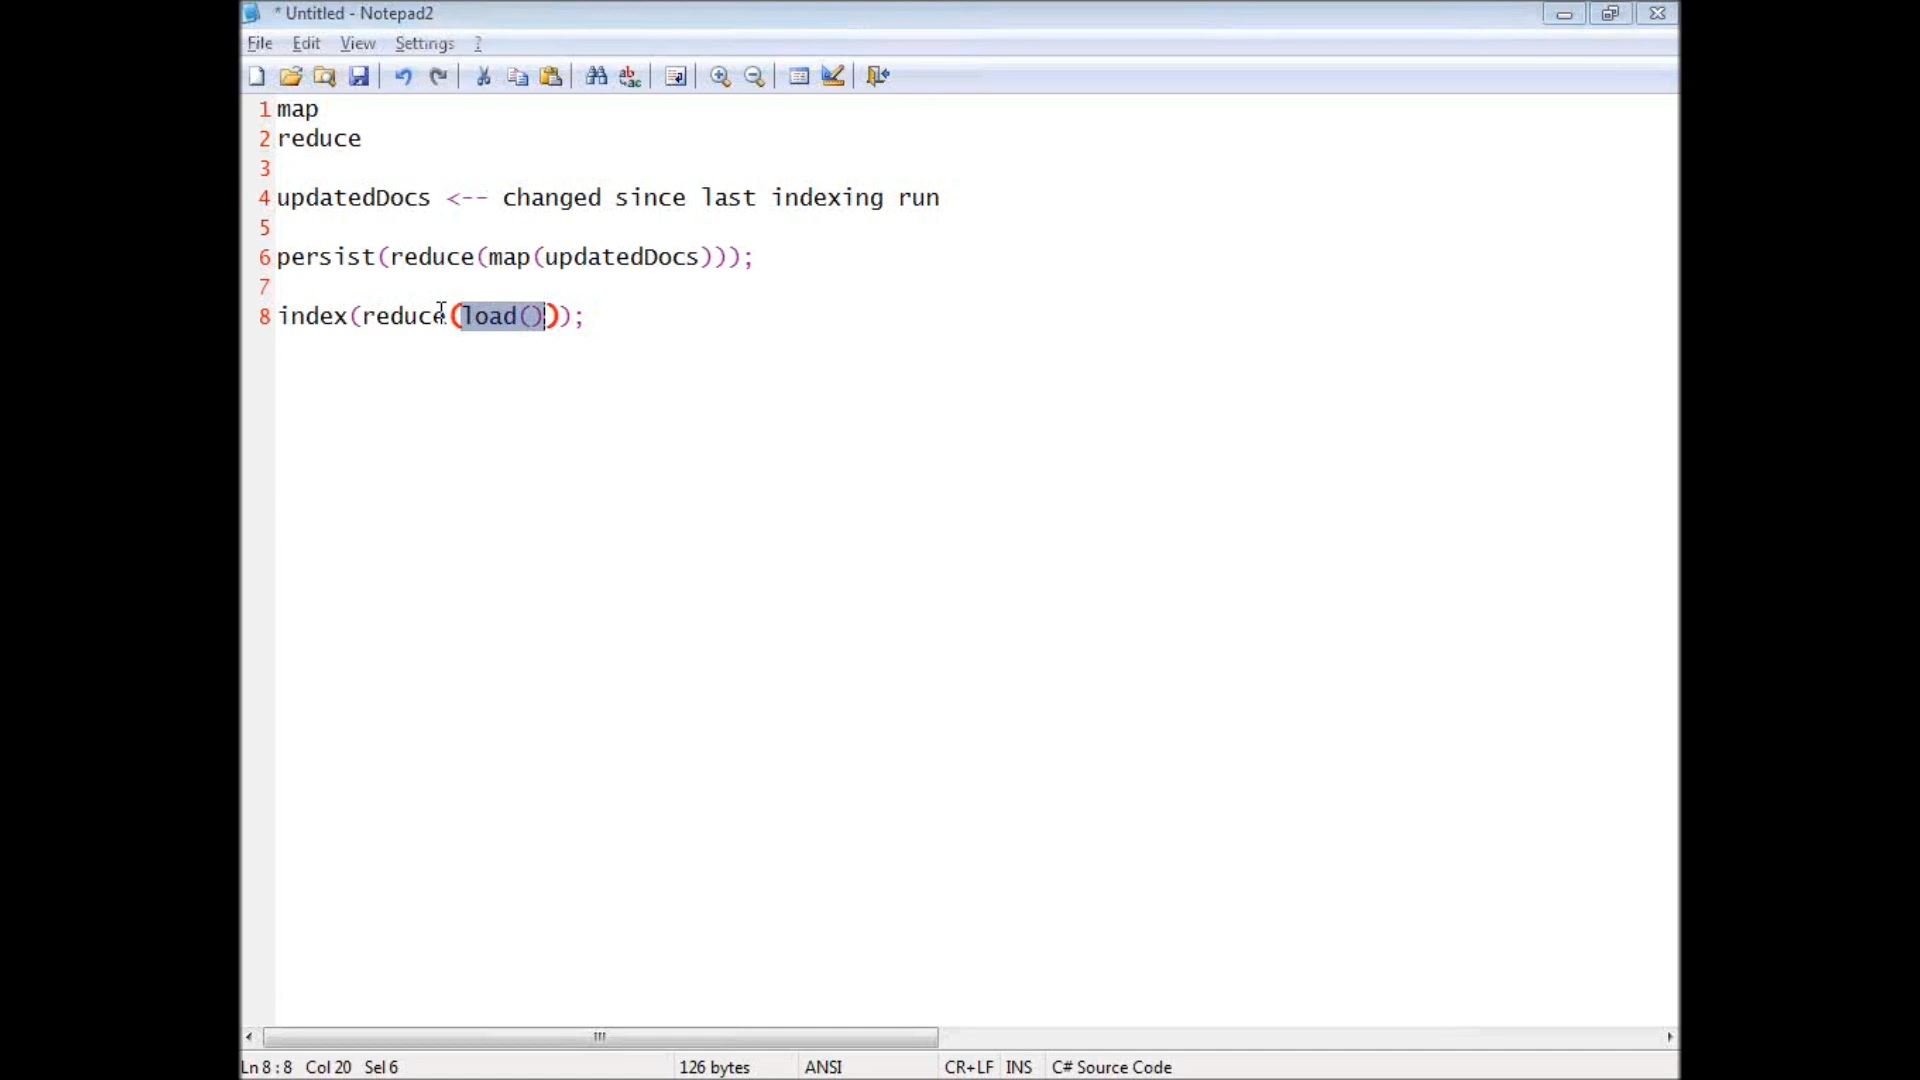 * Untitled - Notepad2
File Edit View Settings ?
1 map
2 reduce
3
4 updatedDocs <-- changed since last indexing run
5
6 persist(reduce(map(updatedDocs)));
7
8 index(reduce(load()));
Ln 8 : 8 Col 20 Sel 6 126 bytes ANSI CR+LF INS C# Source Code